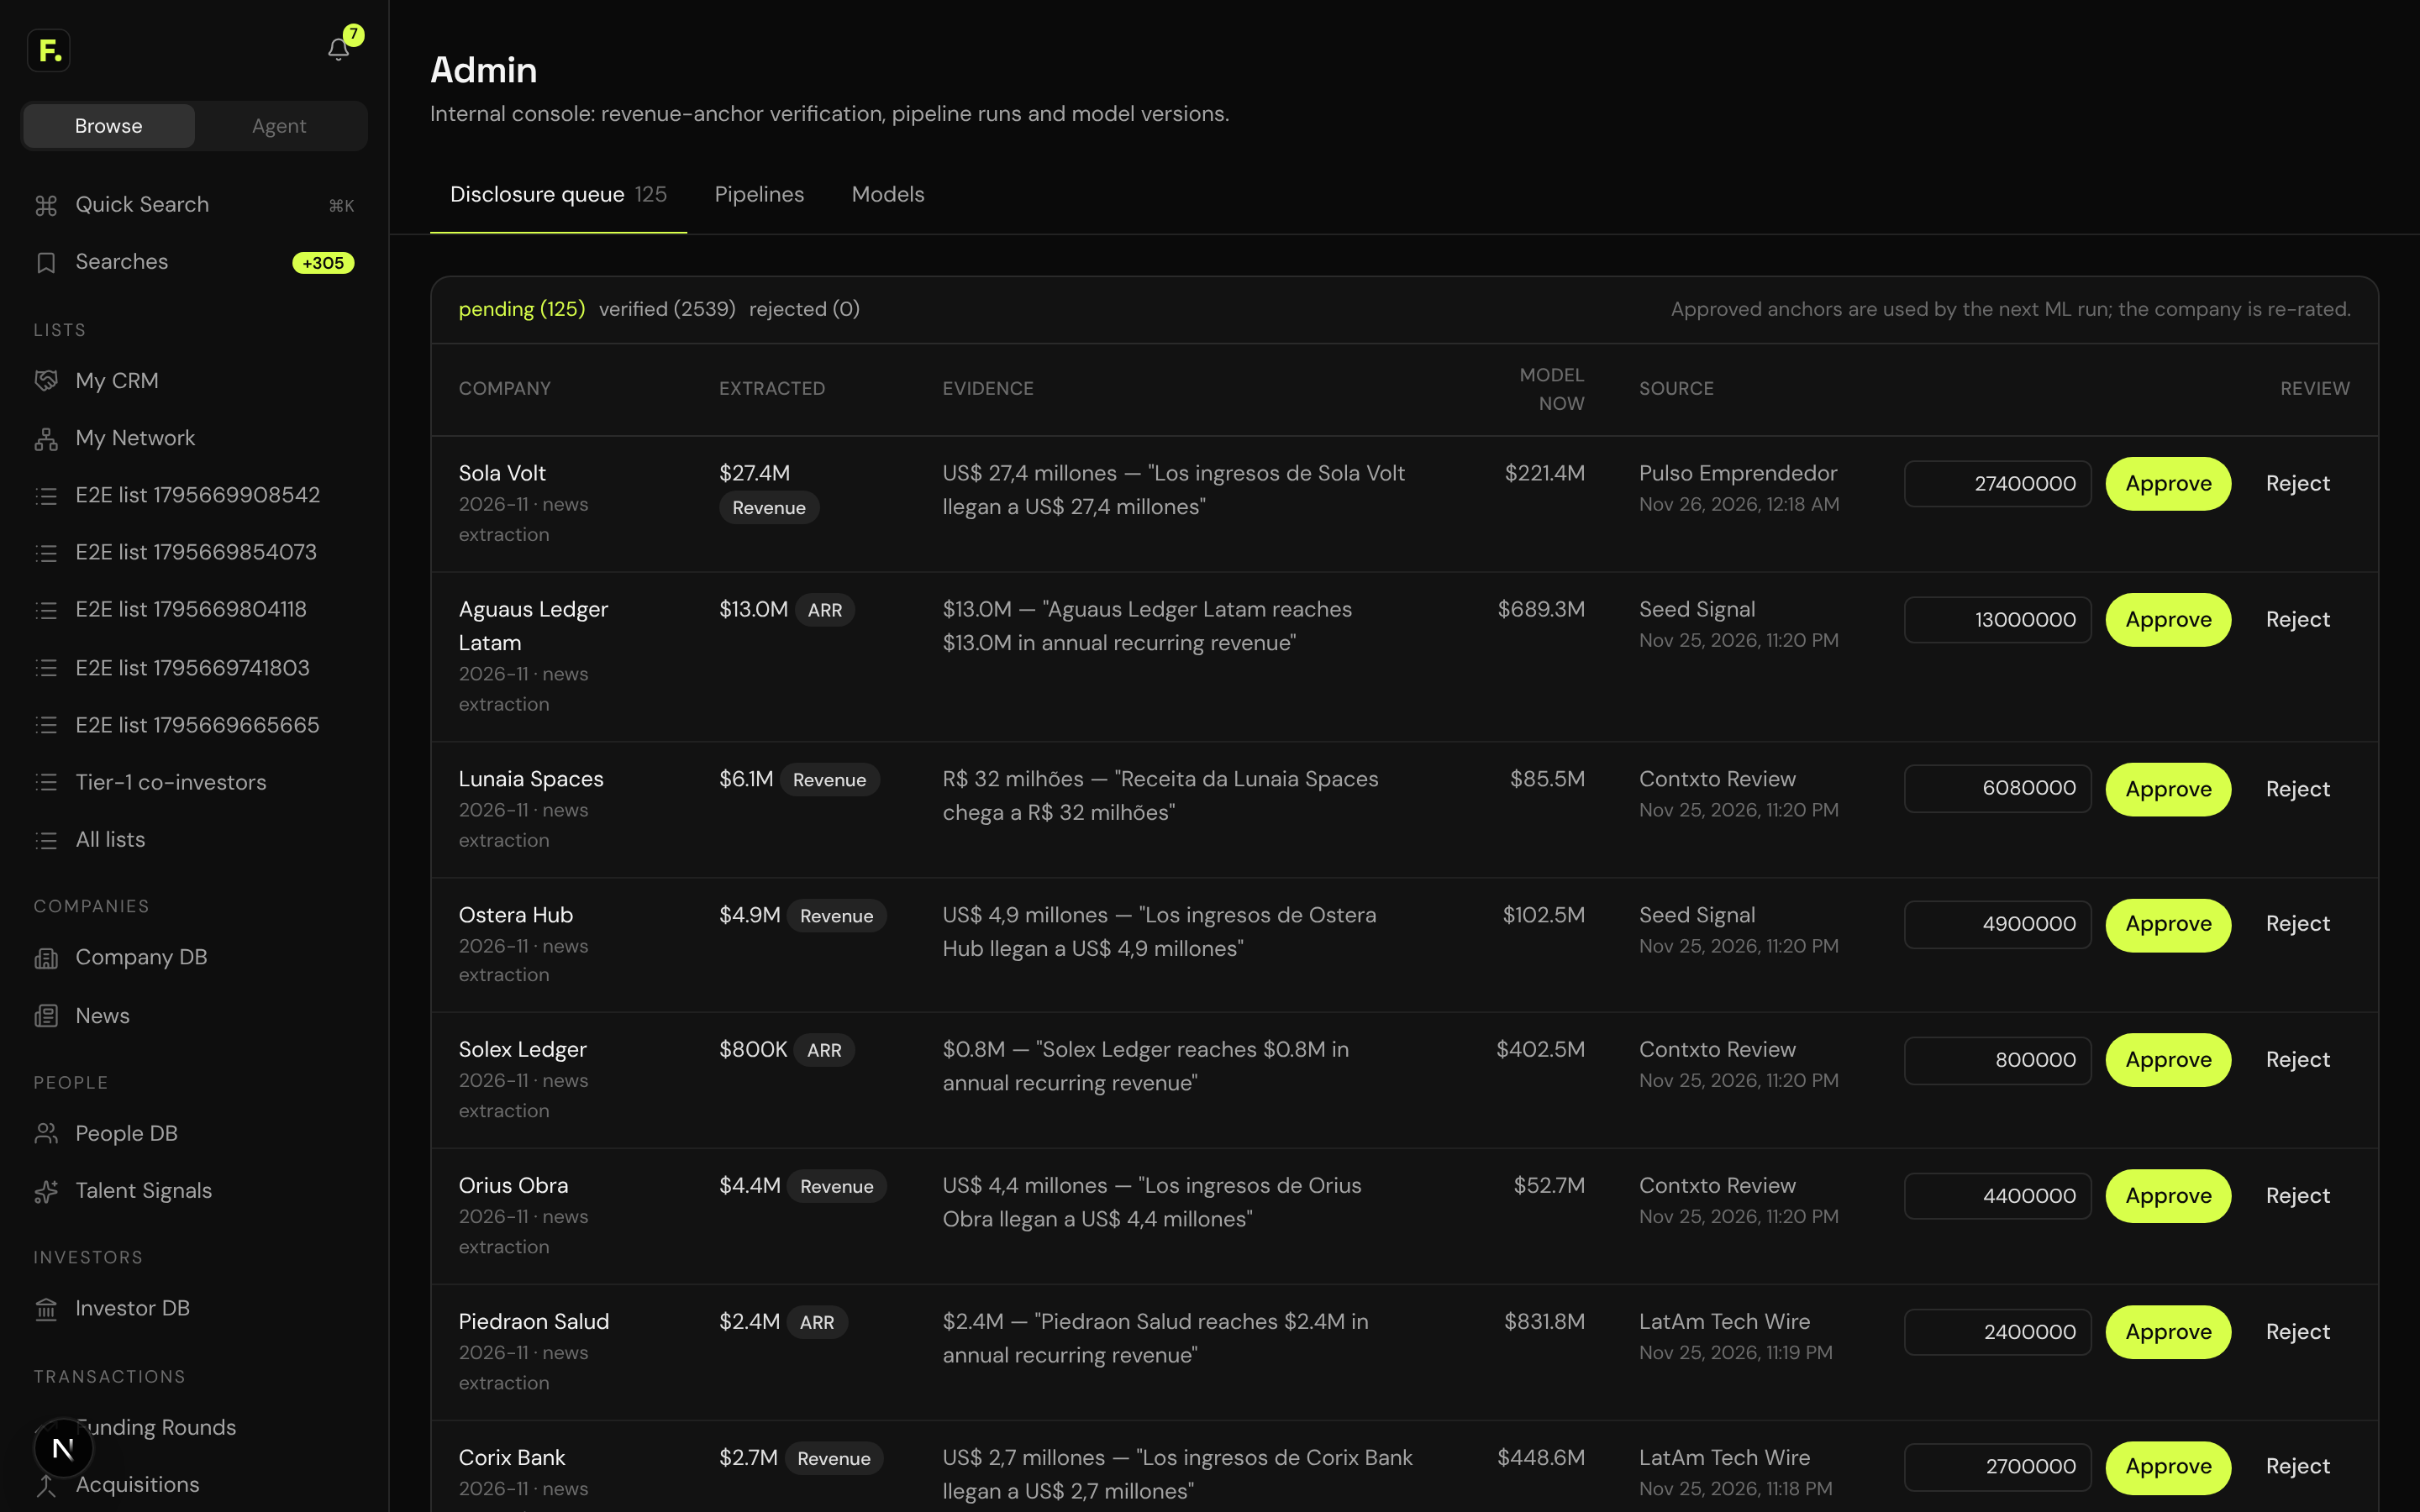 F.
7
Browse
Agent
Quick Search
⌘K
Searches
+305
LISTS
My CRM
My Network
E2E list 1795669908542
E2E list 1795669854073
E2E list 1795669804118
E2E list 1795669741803
E2E list 1795669665665
Tier-1 co-investors
All lists
COMPANIES
Company DB
News
PEOPLE
People DB
Talent Signals
INVESTORS
Investor DB
TRANSACTIONS
Funding Rounds
N
Acquisitions
Admin
Internal console: revenue-anchor verification, pipeline runs and model versions.
Disclosure queue 125
Pipelines
Models
pending (125) verified (2539) rejected (0)
Approved anchors are used by the next ML run; the company is re-rated.
COMPANY
EXTRACTED
EVIDENCE
MODEL
NOW
SOURCE
REVIEW
Sola Volt
2026-11 · news
extraction
$27.4M
Revenue
US$ 27,4 millones — "Los ingresos de Sola Volt
llegan a US$ 27,4 millones"
$221.4M
Pulso Emprendedor
Nov 26, 2026, 12:18 AM
27400000
Approve
Reject
Aguaus Ledger
Latam
2026-11 · news
extraction
$13.0M ARR
$13.0M — "Aguaus Ledger Latam reaches
$13.0M in annual recurring revenue"
$689.3M
Seed Signal
Nov 25, 2026, 11:20 PM
13000000
Approve
Reject
Lunaia Spaces
2026-11 · news
extraction
$6.1M Revenue
R$ 32 milhões — "Receita da Lunaia Spaces
chega a R$ 32 milhões"
$85.5M
Contxto Review
Nov 25, 2026, 11:20 PM
6080000
Approve
Reject
Ostera Hub
2026-11 · news
extraction
$4.9M Revenue
US$ 4,9 millones — "Los ingresos de Ostera
Hub llegan a US$ 4,9 millones"
$102.5M
Seed Signal
Nov 25, 2026, 11:20 PM
4900000
Approve
Reject
Solex Ledger
2026-11 · news
extraction
$800K ARR
$0.8M — "Solex Ledger reaches $0.8M in
annual recurring revenue"
$402.5M
Contxto Review
Nov 25, 2026, 11:20 PM
800000
Approve
Reject
Orius Obra
2026-11 · news
extraction
$4.4M Revenue
US$ 4,4 millones — "Los ingresos de Orius
Obra llegan a US$ 4,4 millones"
$52.7M
Contxto Review
Nov 25, 2026, 11:20 PM
4400000
Approve
Reject
Piedraon Salud
2026-11 · news
extraction
$2.4M ARR
$2.4M — "Piedraon Salud reaches $2.4M in
annual recurring revenue"
$831.8M
LatAm Tech Wire
Nov 25, 2026, 11:19 PM
2400000
Approve
Reject
Corix Bank
2026-11 · news
$2.7M Revenue
US$ 2,7 millones — "Los ingresos de Corix Bank
llegan a US$ 2,7 millones"
$448.6M
LatAm Tech Wire
Nov 25, 2026, 11:18 PM
2700000
Approve
Reject